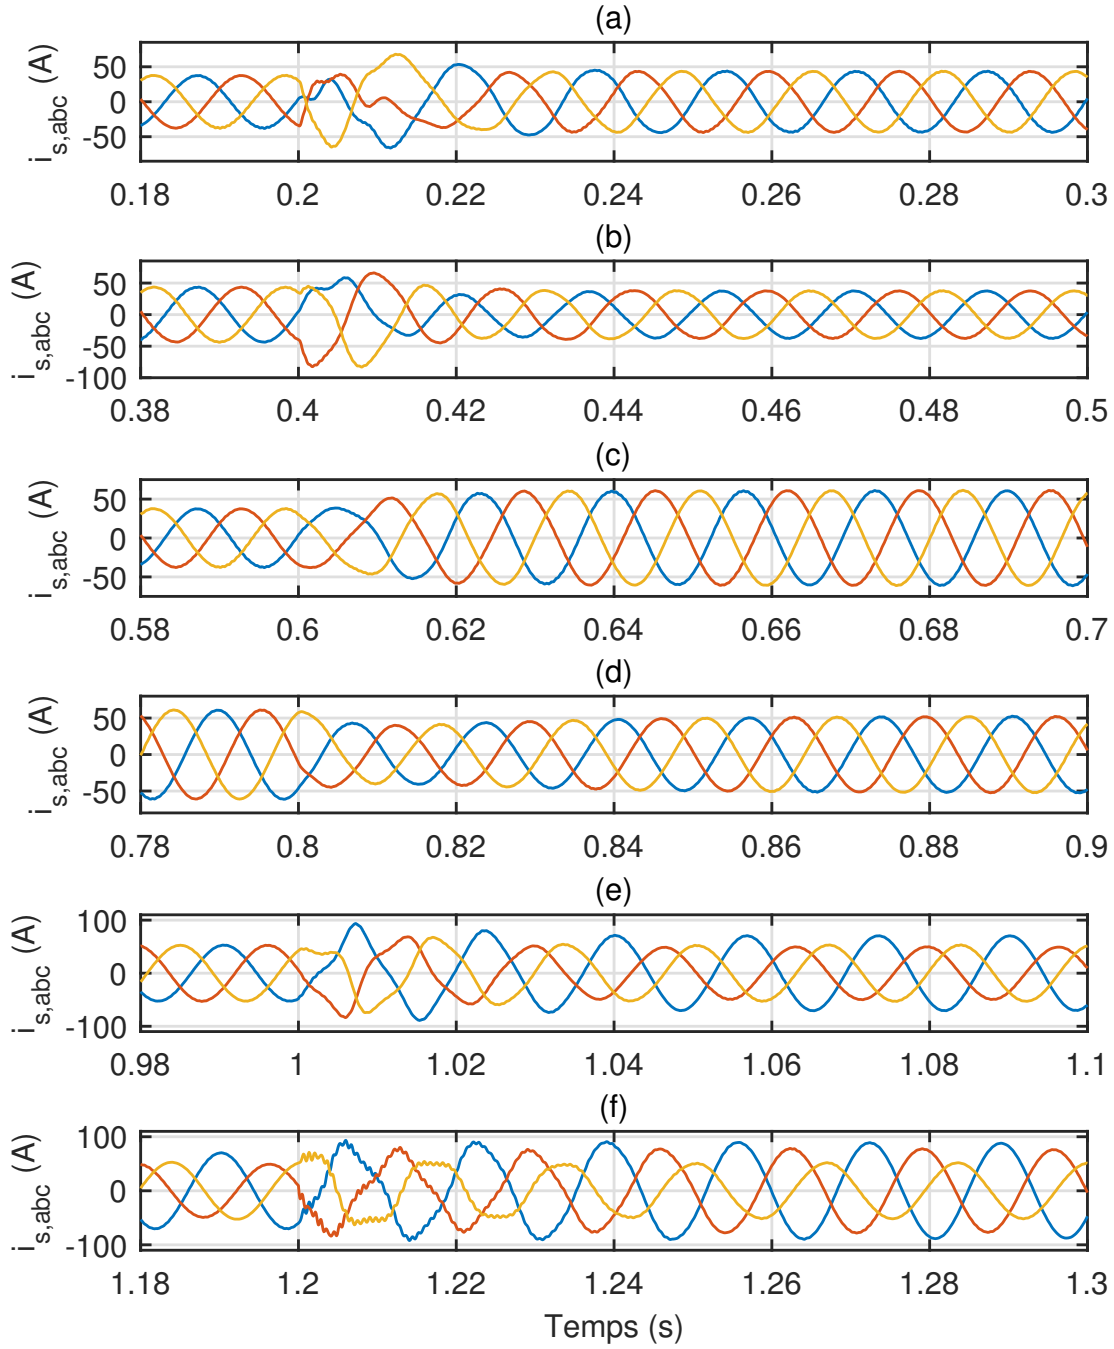 (a)
i_s,abc (A)
50
0
-50
0.18 0.2 0.22 0.24 0.26 0.28 0.3
(b)
i_s,abc (A)
50
0
-50
-100
0.38 0.4 0.42 0.44 0.46 0.48 0.5
(c)
i_s,abc (A)
50
0
-50
0.58 0.6 0.62 0.64 0.66 0.68 0.7
(d)
i_s,abc (A)
50
0
-50
0.78 0.8 0.82 0.84 0.86 0.88 0.9
(e)
i_s,abc (A)
100
0
-100
0.98 1 1.02 1.04 1.06 1.08 1.1
(f)
i_s,abc (A)
100
0
-100
1.18 1.2 1.22 1.24 1.26 1.28 1.3
Temps (s)